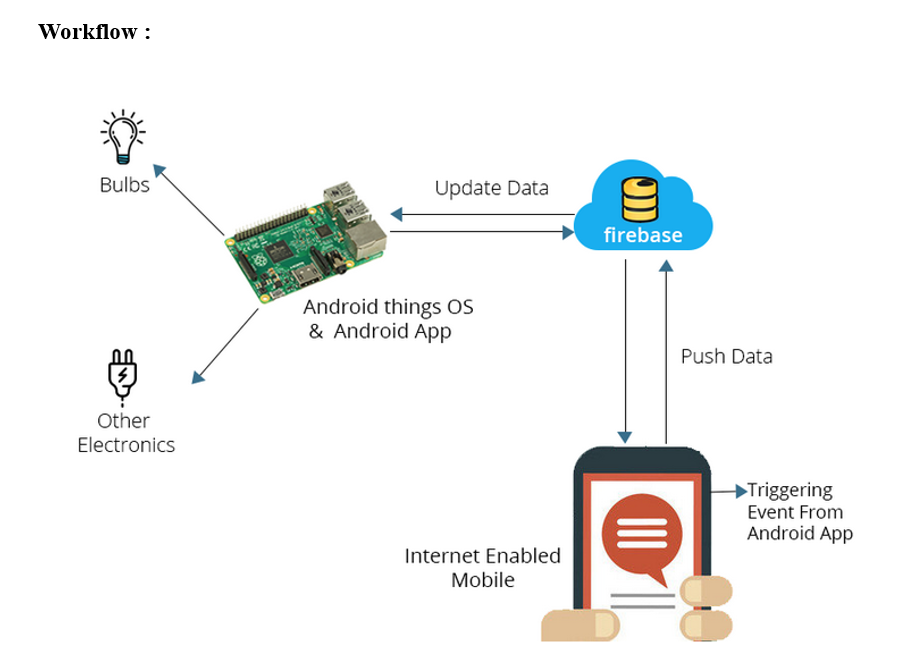 Workflow :
Bulbs
Update Data
firebase
Android things OS
& Android App
Push Data
Other
Electronics
Triggering
Event From
Android App
Internet Enabled
Mobile